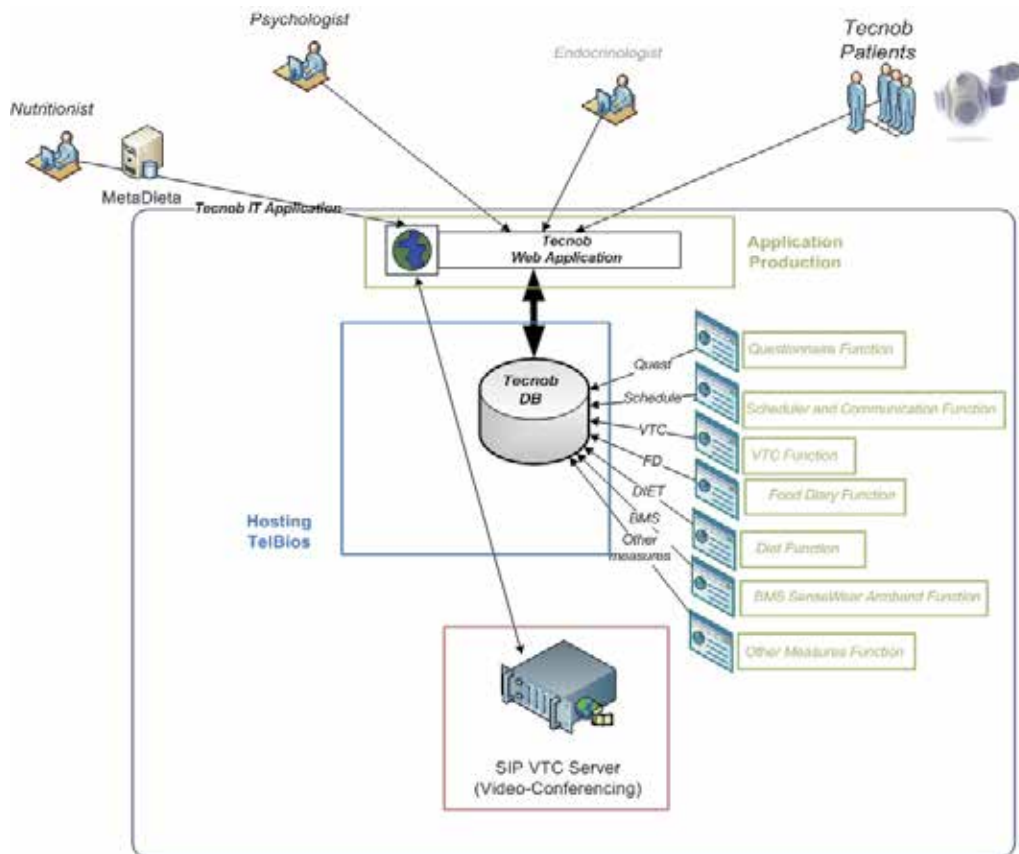 Psychologist
Endocrinologist
Tecnob
Patients
Nutritionist
MetaDieta
Tecnob IT Application
Tecnob
Web Application
Application
Production
Questionnaire Function
Quest
Tecnob
DB
Schedule
Scheduler and Communication Function
VTC
VTC Function
FD
Food Diary Function
DIET
Diet Function
BMS
Hosting
TelBios
Other
measures
BMS SenseWear Armband Function
Other Measures Function
SIP VTC Server
(Video-Conferencing)